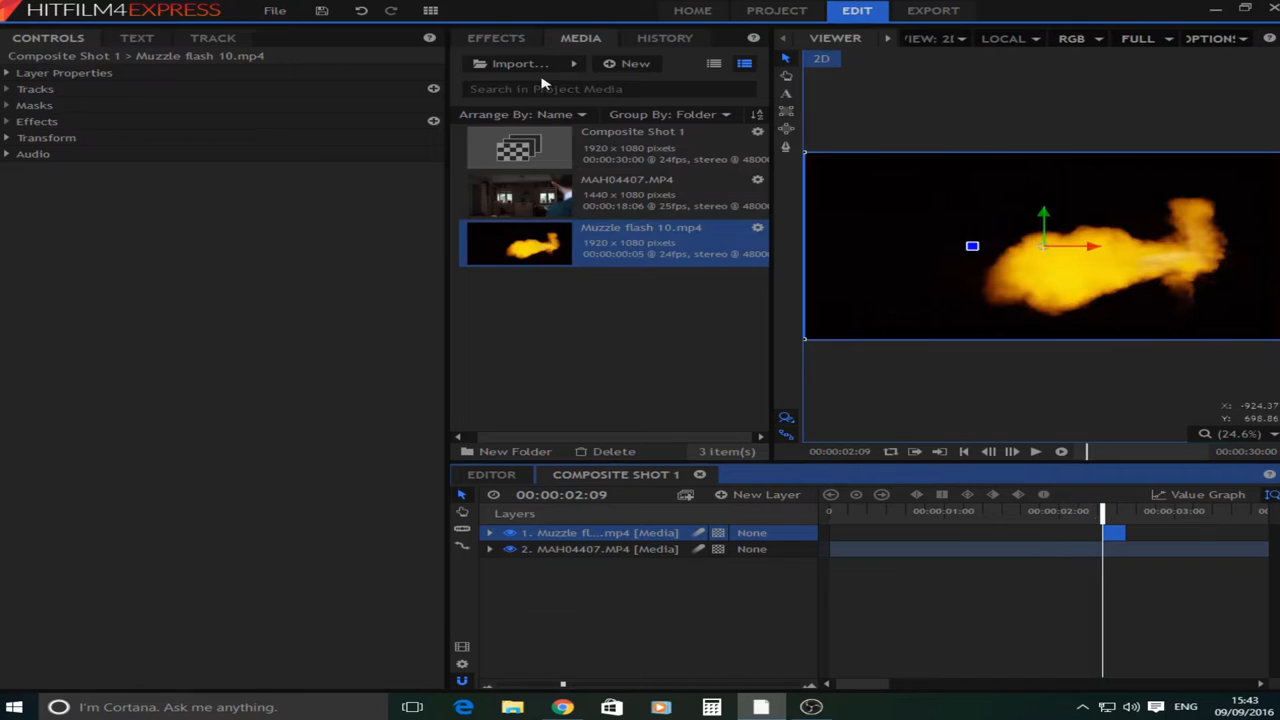 HITFILM4EXPRESS File HOME PROJECT EDIT EXPORT
CONTROLS TEXT TRACK
Composite Shot 1 > Muzzle flash 10.mp4
Layer Properties
Tracks
Masks
Effects
Transform
Audio
EFFECTS MEDIA HISTORY
Import... New
Search in Project Media
Arrange By: Name Group By: Folder
Composite Shot 1
1920 x 1080 pixels
00:00:30:00 @ 24fps, stereo @ 4800
MAH04407.MP4
1440 x 1080 pixels
00:00:18:06 @ 25fps, stereo @ 4800
Muzzle flash 10.mp4
1920 x 1080 pixels
00:00:00:05 @ 24fps, stereo @ 4800
New Folder Delete 3 item(s)
VIEWER LOCAL RGB FULL
2D
X: -924.37
Y: 698.86
(24.6%)
00:00:02:09 00:00:30:00
EDITOR COMPOSITE SHOT 1
00:00:02:09 New Layer Value Graph
Layers 0 00:00:01:00 00:00:02:00 00:00:03:00
1. Muzzle fl...mp4 [Media] None
2. MAH04407.MP4 [Media] None
I'm Cortana. Ask me anything. ENG 15:43
09/09/2016